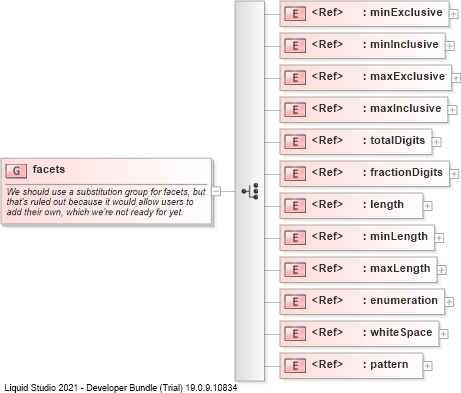 E <Ref> : minExclusive
E <Ref> : minInclusive
E <Ref> : maxExclusive
E <Ref> : maxInclusive
E <Ref> : totalDigits
G facets
We should use a substitution group for facets, but
that's ruled out because it would allow users to
add their own, which we're not ready for yet.
E <Ref> : fractionDigits
E <Ref> : length
E <Ref> : minLength
E <Ref> : maxLength
E <Ref> : enumeration
E <Ref> : whiteSpace
E <Ref> : pattern
Liquid Studio 2021 - Developer Bundle (Trial) 19.0.9.10834